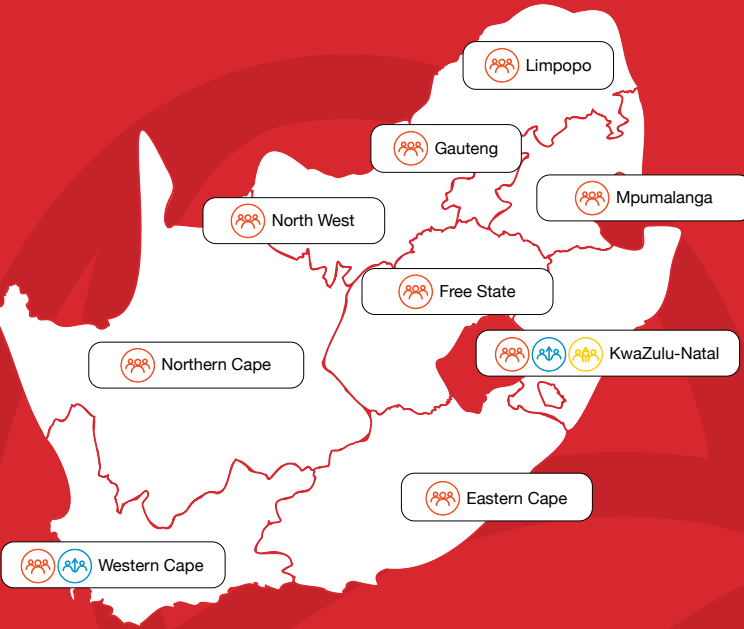 Limpopo
Gauteng
Mpumalanga
North West
Free State
KwaZulu-Natal
Northern Cape
Eastern Cape
Western Cape